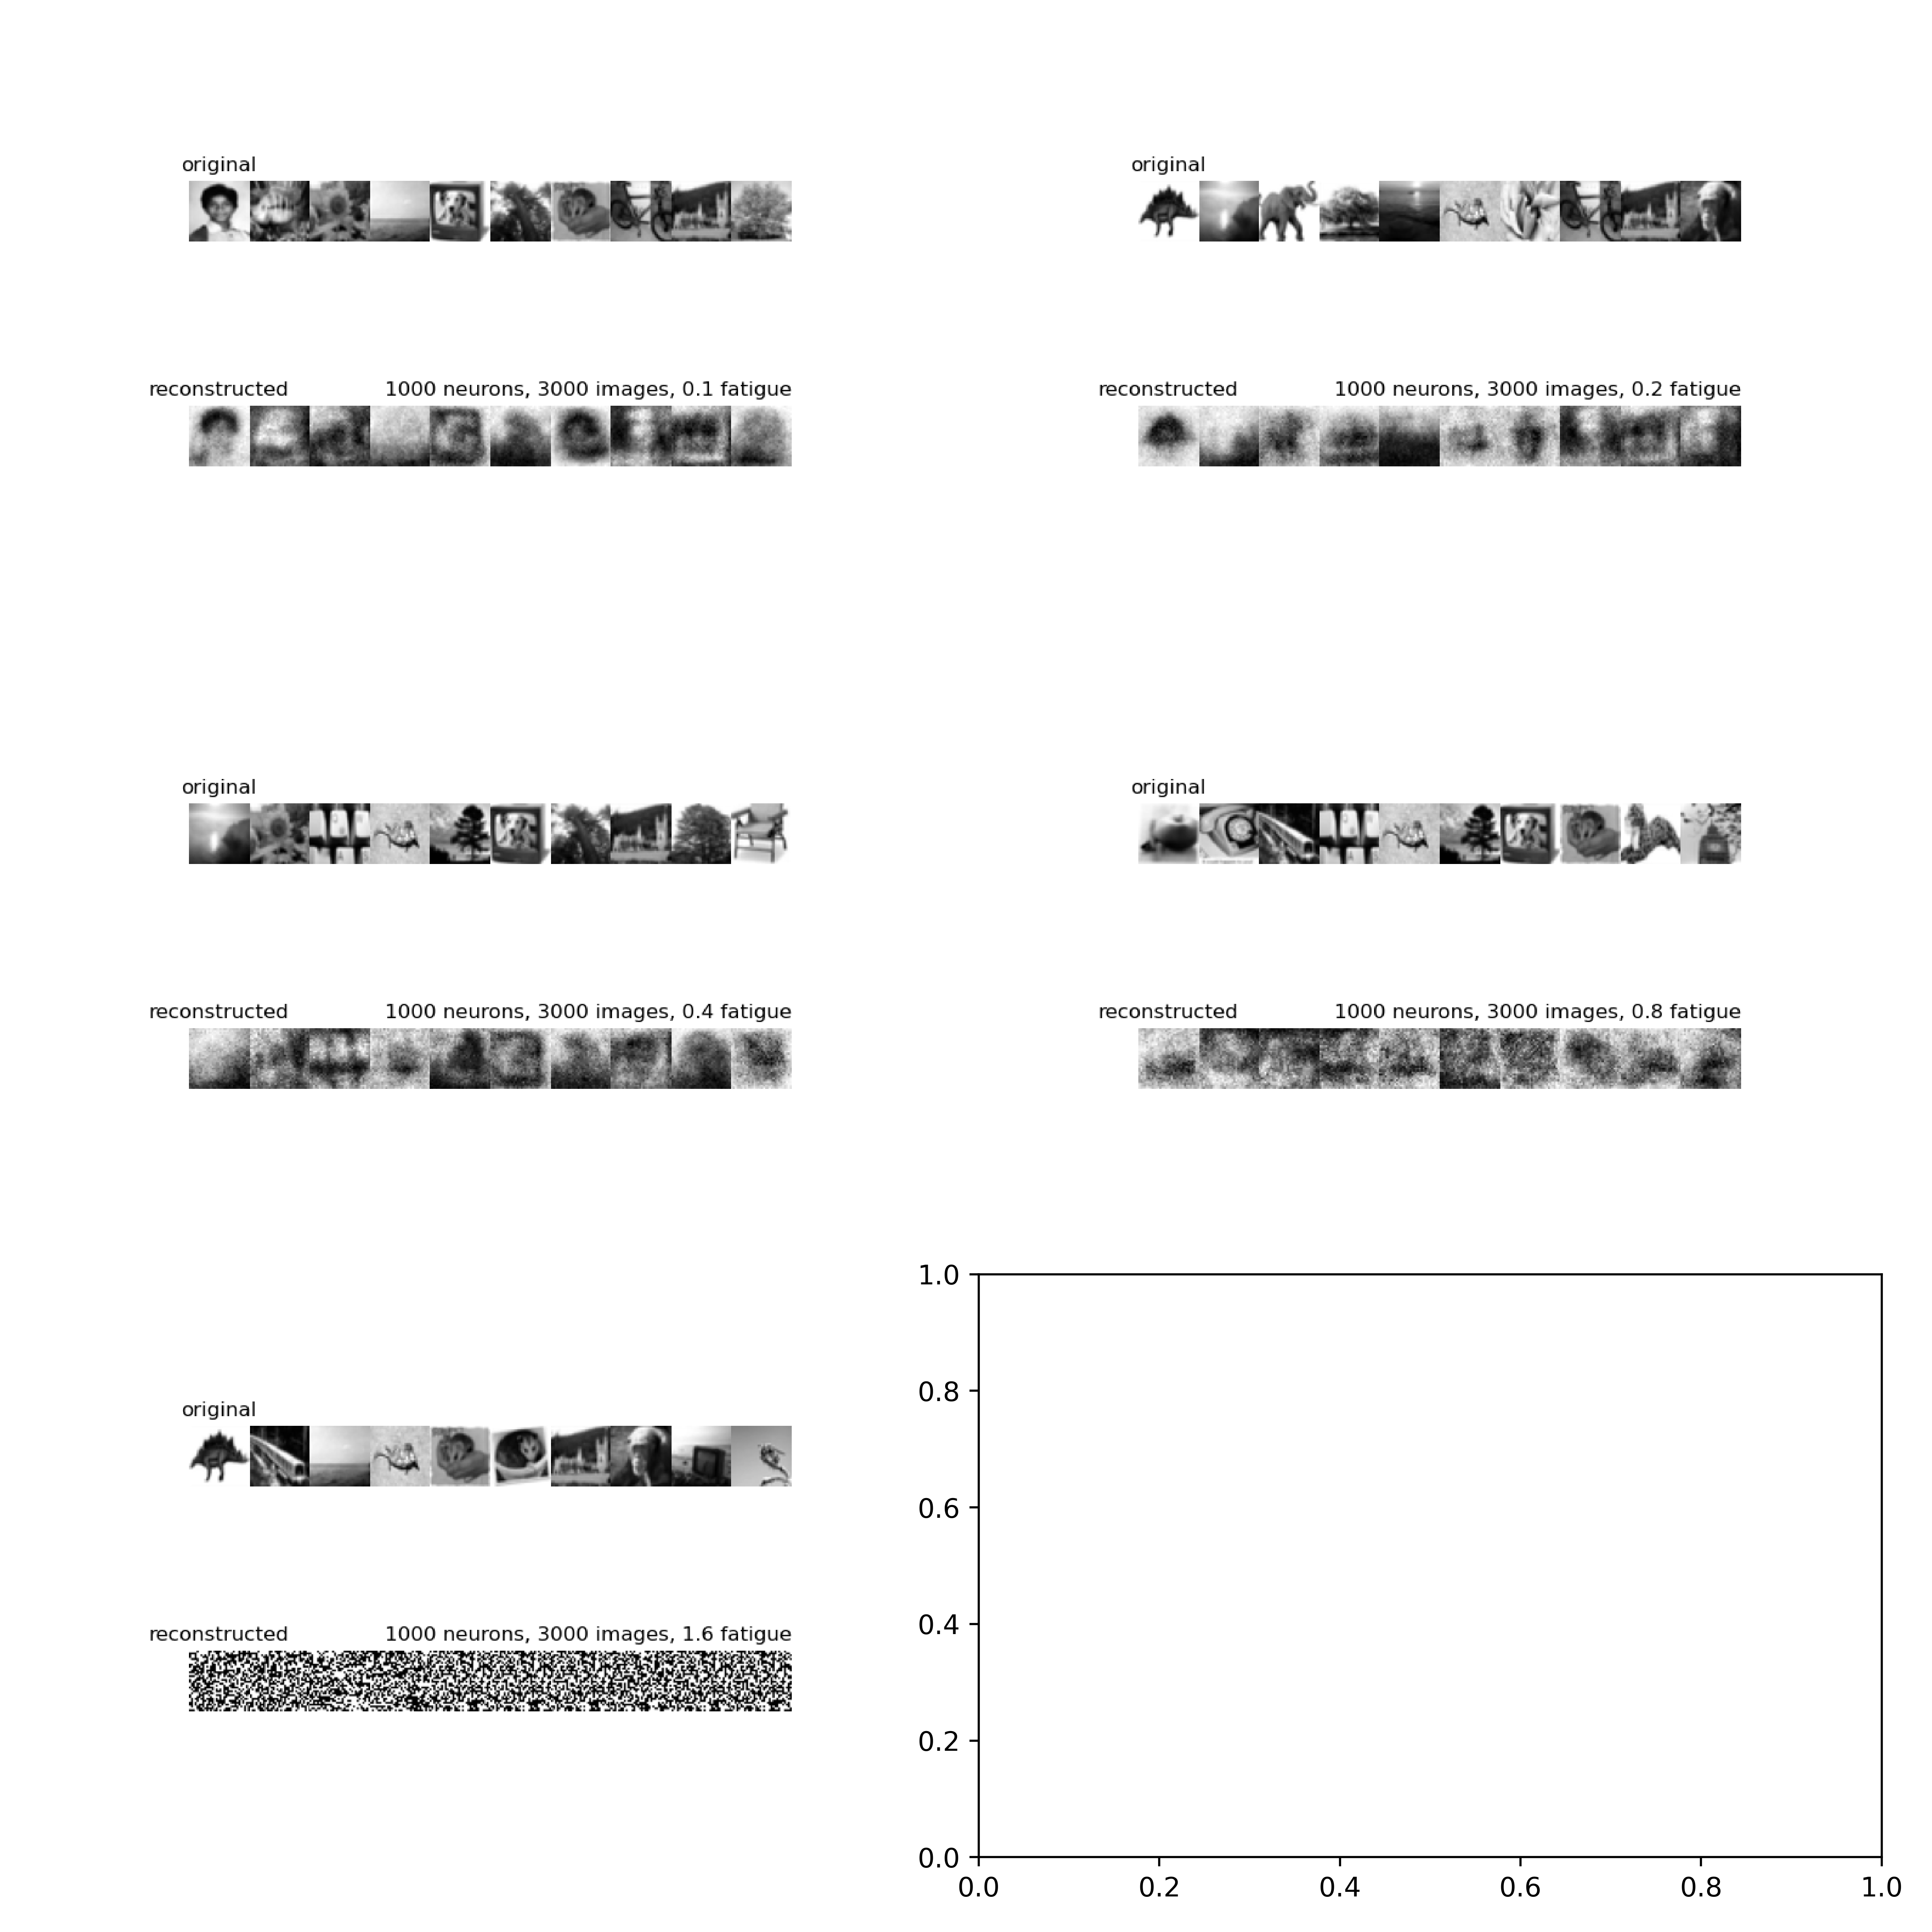 original
original
reconstructed 1000 neurons, 3000 images, 0.1 fatigue
reconstructed 1000 neurons, 3000 images, 0.2 fatigue
original
original
reconstructed 1000 neurons, 3000 images, 0.4 fatigue
reconstructed 1000 neurons, 3000 images, 0.8 fatigue
original
reconstructed 1000 neurons, 3000 images, 1.6 fatigue
1.0
0.8
0.6
0.4
0.2
0.0
0.0 0.2 0.4 0.6 0.8 1.0